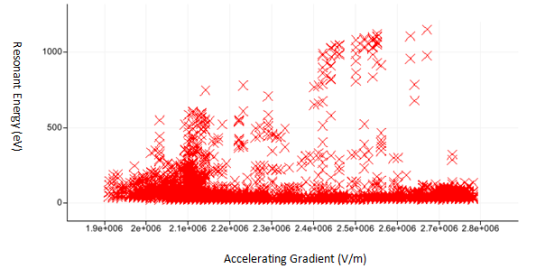 Resonant Energy (eV)
1000
500
0
1.9e+006 2e+006 2.1e+006 2.2e+006 2.3e+006 2.4e+006 2.5e+006 2.6e+006 2.7e+006 2.8e+006
Accelerating Gradient (V/m)